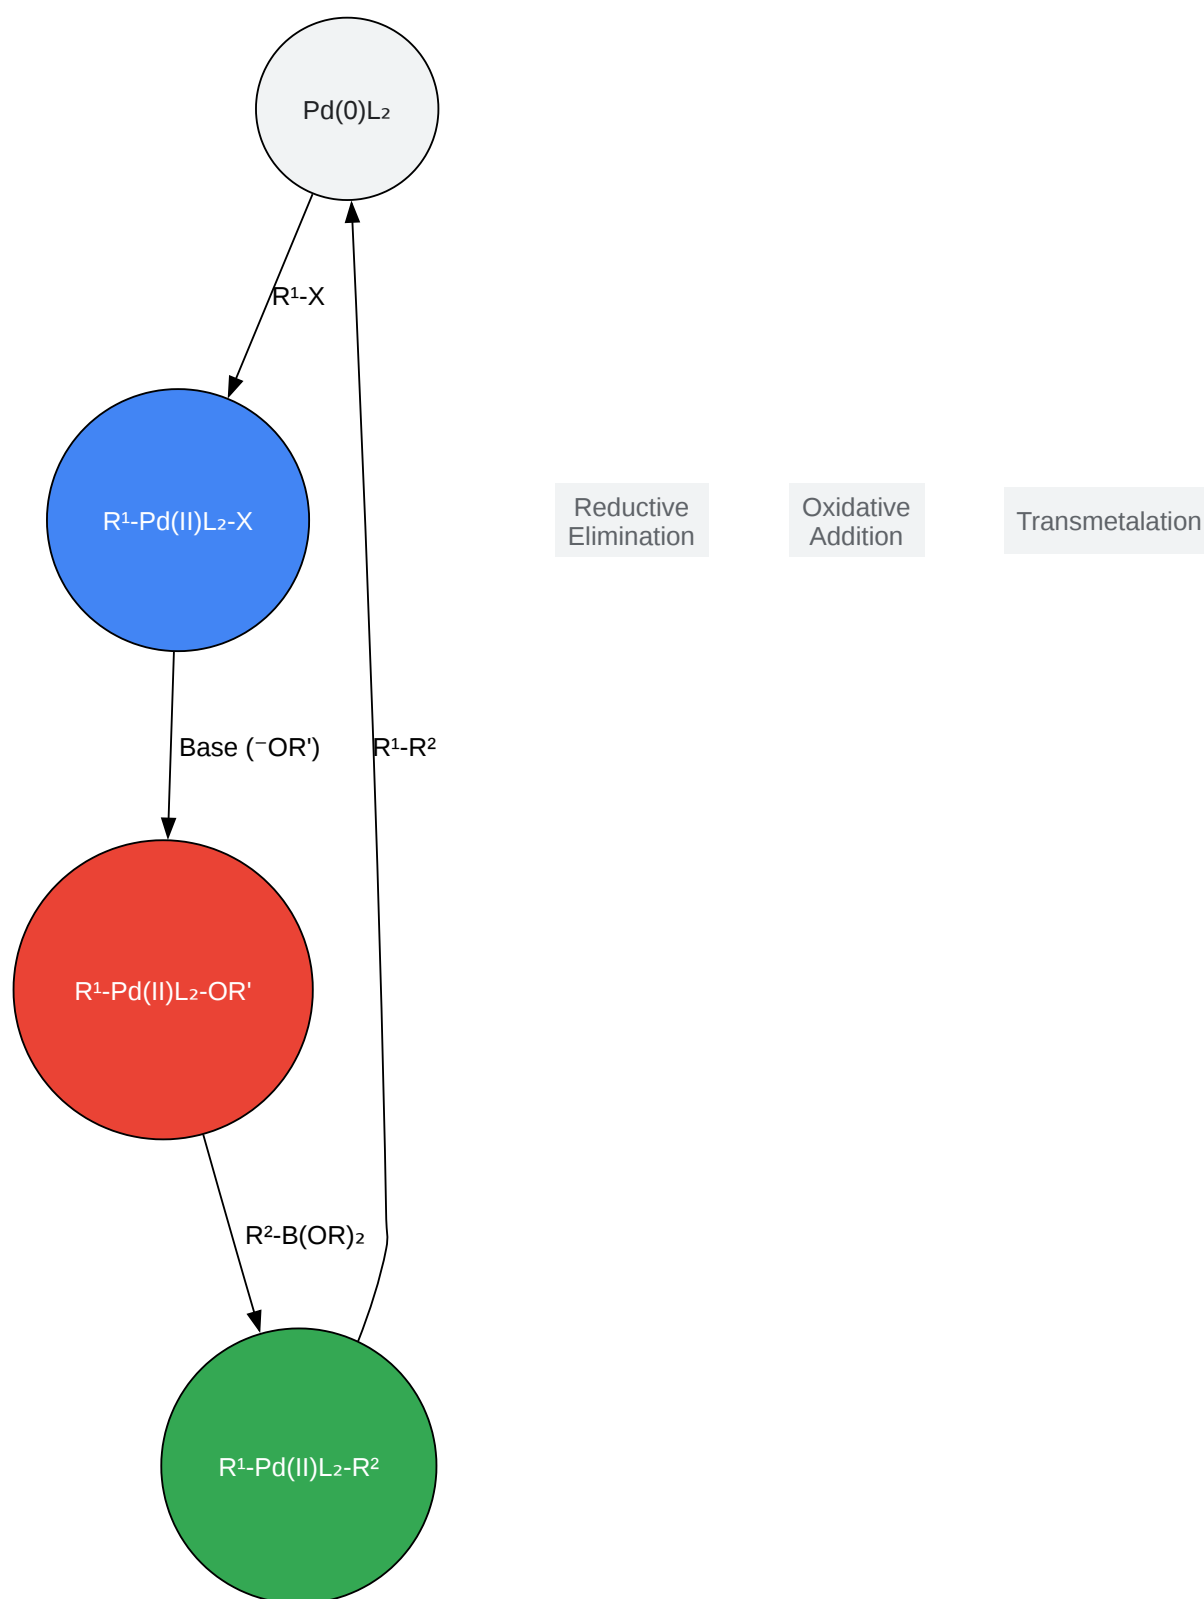 Pd(0)L₂
R¹-X
R¹-Pd(II)L₂-X
Reductive
Elimination
Oxidative
Addition
Transmetalation
Base (⁻OR')
R¹-R²
R¹-Pd(II)L₂-OR'
R²-B(OR)₂
R¹-Pd(II)L₂-R²